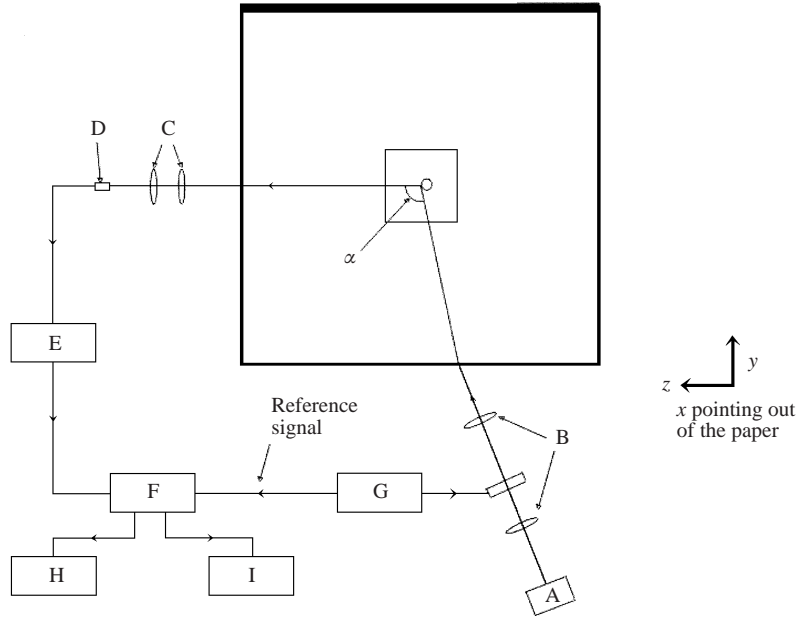 D
C
α
E
z
y
x pointing out
of the paper
Reference
signal
B
F
G
H
I
A